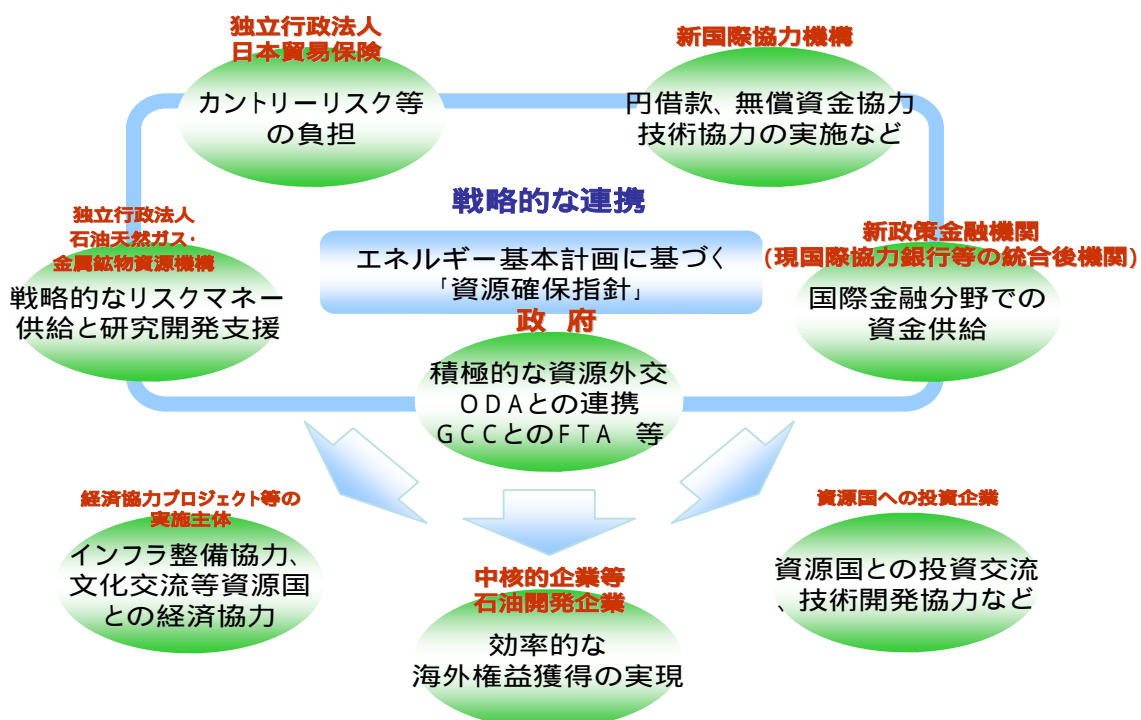 独立行政法人
日本貿易保険
カントリーリスク等
の負担
新国際協力機構
円借款、無償資金協力
技術協力の実施など
戦略的な連携
エネルギー基本計画に基づく
「資源確保指針」
独立行政法人
石油天然ガス・
金属鉱物資源機構
戦略的なリスクマネー
供給と研究開発支援
新政策金融機関
(現国際協力銀行等の統合後機関)
国際金融分野での
資金供給
政 府
積極的な資源外交
ODAとの連携
GCCとのFTA 等
経済協力プロジェクト等の
実施主体
インフラ整備協力、
文化交流等資源国
との経済協力
中核的企業等
石油開発企業
効率的な
海外権益獲得の実現
資源国への投資企業
資源国との投資交流
、技術開発協力など